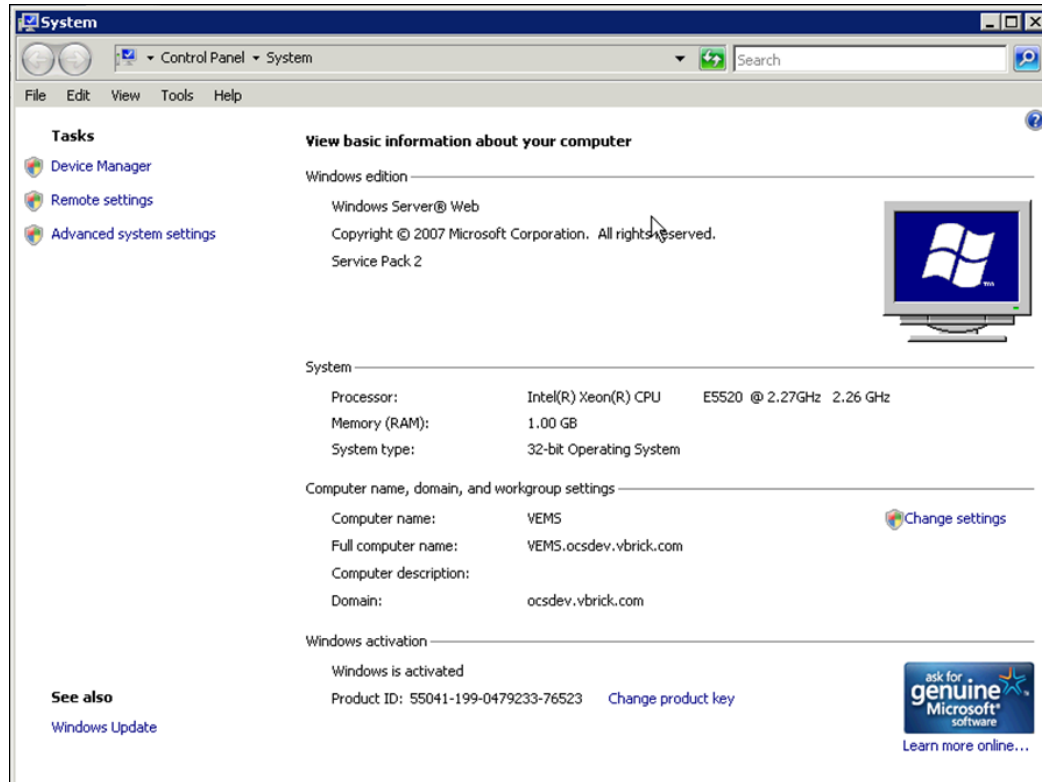 System
Control Panel System
Search
File Edit View Tools Help
Tasks
Device Manager
Remote settings
Advanced system settings
View basic information about your computer
Windows edition
Windows Server® Web
Copyright © 2007 Microsoft Corporation. All rights reserved.
Service Pack 2
System
Processor: Intel(R) Xeon(R) CPU E5520 @ 2.27GHz 2.26 GHz
Memory (RAM): 1.00 GB
System type: 32-bit Operating System
Computer name, domain, and workgroup settings
Computer name: VEMS Change settings
Full computer name: VEMS.ocsdev.vbrick.com
Computer description:
Domain: ocsdev.vbrick.com
Windows activation
Windows is activated
Product ID: 55041-199-0479233-76523 Change product key
ask for
genuine
Microsoft®
software
Learn more online...
See also
Windows Update